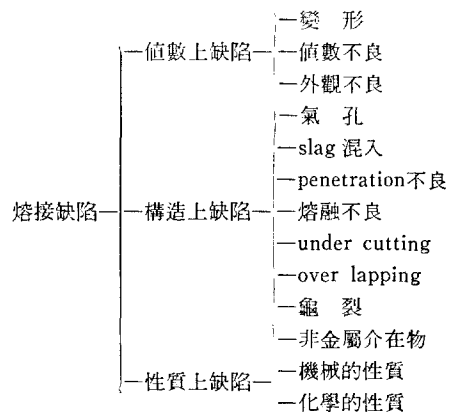 變 形
値數上缺陷
値數不良
外觀不良
氣 孔
slag 混入
penetration不良
熔接缺陷
構造上缺陷
熔融不良
under cutting
over lapping
龜 裂
非金屬介在物
性質上缺陷
機械的性質
化學的性質